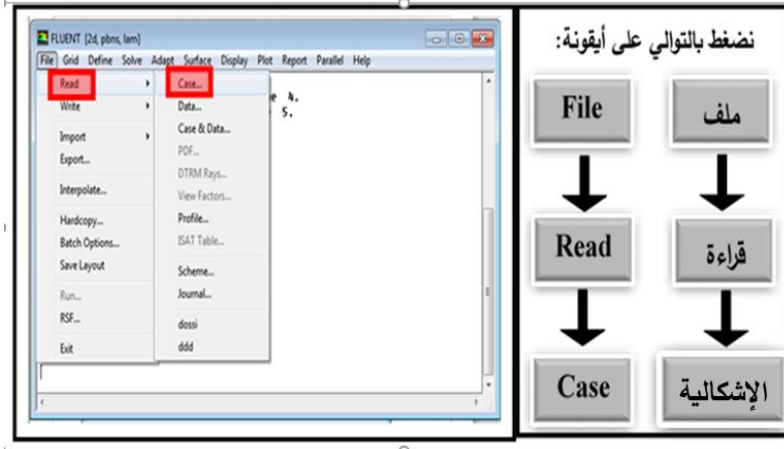 FLUENT [2d, pbns, lam]
File Grid Define Solve Adapt Surface Display Plot Report Parallel Help
Read
Write
Import
Export...
Interpolate...
Hardcopy...
Batch Options...
Save Layout
Run...
RSF...
Exit
Case...
Data...
Case & Data...
PDF...
DTRM Rays...
View Factors...
Profile...
ISAT Table...
Scheme...
Journal...
dossi
ddd
4.
5.
نضغط بالتوالي على أيقونة:
File
ملف
Read
قراءة
Case
الإشكالية